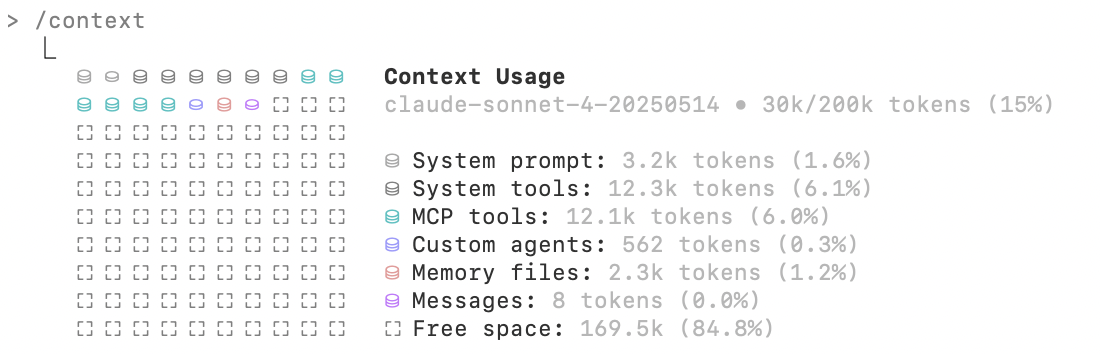 > /context
Context Usage
claude-sonnet-4-20250514 • 30k/200k tokens (15%)
System prompt: 3.2k tokens (1.6%)
System tools: 12.3k tokens (6.1%)
MCP tools: 12.1k tokens (6.0%)
Custom agents: 562 tokens (0.3%)
Memory files: 2.3k tokens (1.2%)
Messages: 8 tokens (0.0%)
Free space: 169.5k (84.8%)